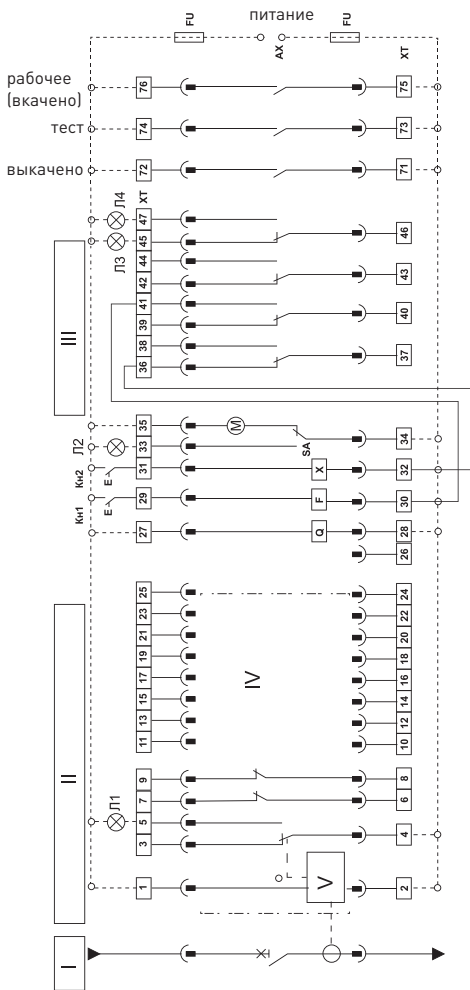 питание
FU
FU
AX
XT
рабочее
(вкачено)
76
75
тест
74
73
выкачено
72
71
XT
Л4
47
Л3
45
46
44
42
43
41
39
40
38
36
37
III
35
M
Л2
33
SA
34
Кн2
E
31
X
32
Кн1
E
29
F
30
27
Q
28
26
II
IV
25
24
23
22
21
20
19
18
17
16
15
14
13
12
11
10
9
8
7
6
Л1
5
3
4
1
V
2
I